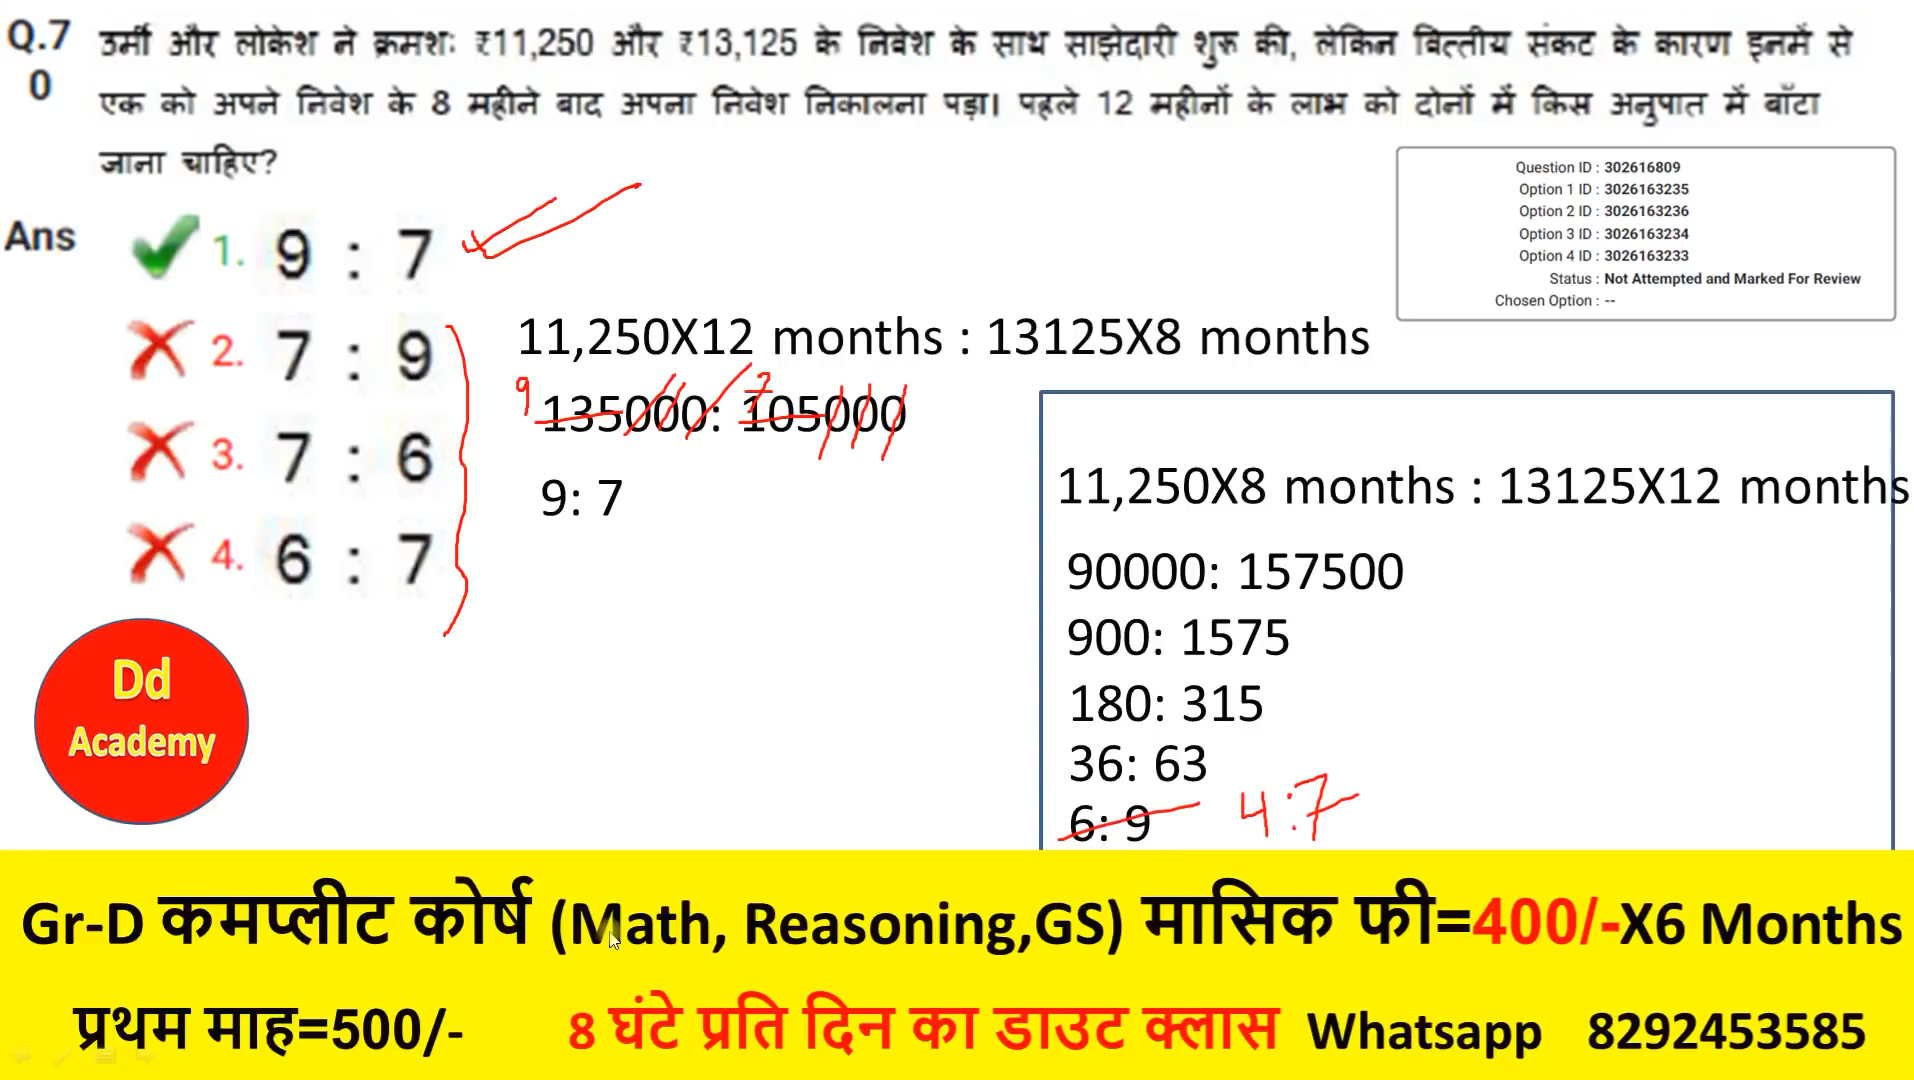 Q.7
0
उर्मी और लोकेश ने क्रमशः ₹11,250 और ₹13,125 के निवेश के साथ साझेदारी शुरु की, लेकिन वित्तीय संकट के कारण इनमें से
एक को अपने निवेश के 8 महीने बाद अपना निवेश निकालना पड़ा। पहले 12 महीनों के लाभ को दोनों में किस अनुपात में बाँटा
जाना चाहिए?
Question ID : 302616809
Option 1 ID : 3026163235
Option 2 ID : 3026163236
Option 3 ID : 3026163234
Option 4 ID : 3026163233
Status : Not Attempted and Marked For Review
Chosen Option : --
Ans
1. 9 : 7
2. 7 : 9
3. 7 : 6
4. 6 : 7
11,250X12 months : 13125X8 months
9 7
135000: 105000
9: 7
11,250X8 months : 13125X12 months
90000: 157500
900: 1575
180: 315
36: 63
6: 9 4:7
Dd
Academy
Gr-D कमप्लीट कोर्ष (Math, Reasoning,GS) मासिक फी=400/-X6 Months
प्रथम माह=500/- 8 घंटे प्रति दिन का डाउट क्लास Whatsapp 8292453585